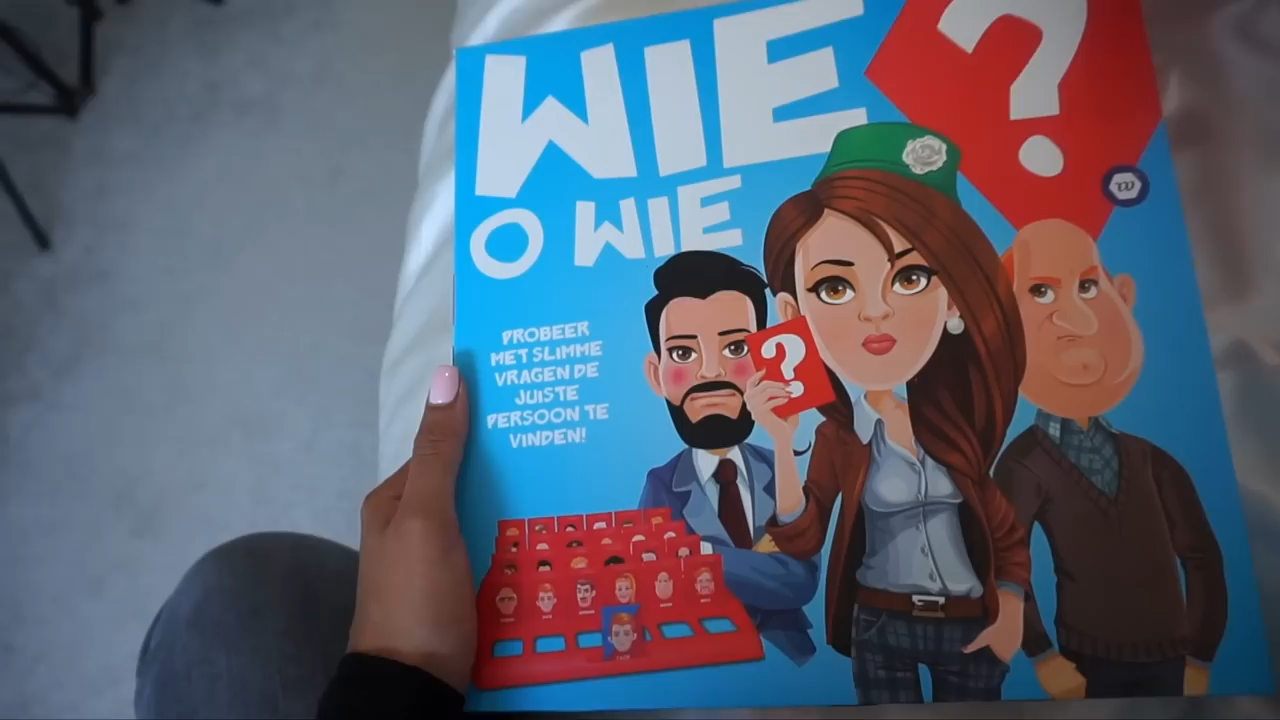 WIE
?
O WIE
w
PROBEER
MET SLIMME
VRAGEN DE
JUISTE
PERSOON TE
VINDEN!
?